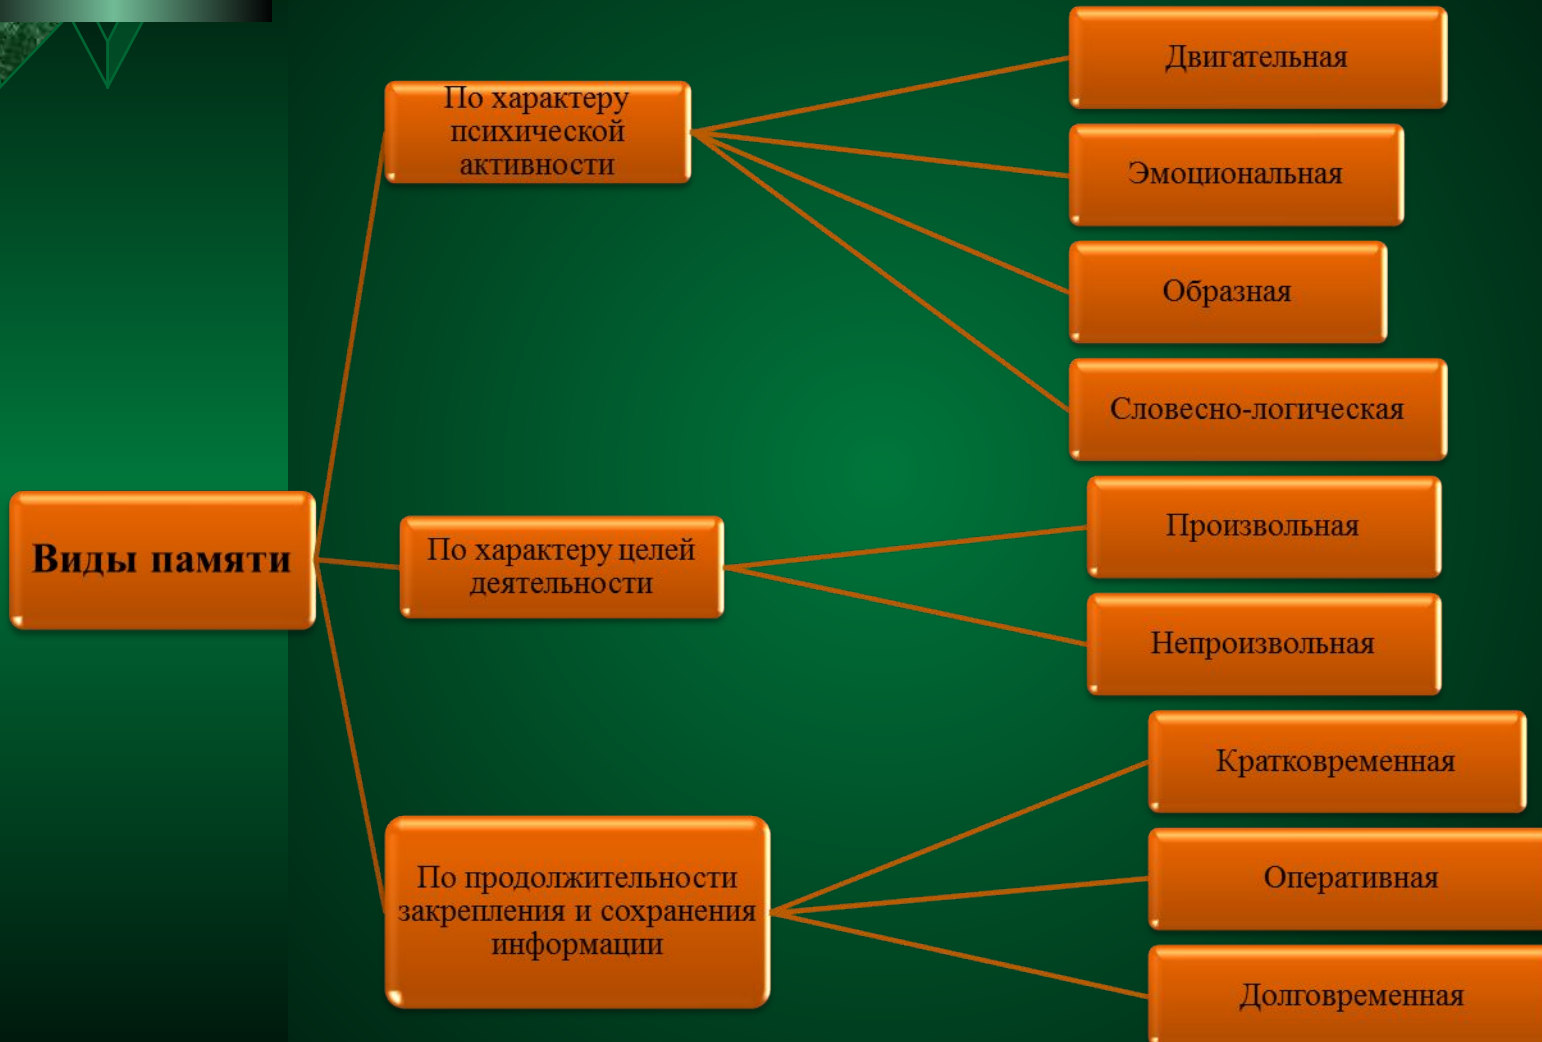 Виды памяти
По характеру
психической
активности
Двигательная
Эмоциональная
Образная
Словесно-логическая
По характеру целей
деятельности
Произвольная
Непроизвольная
По продолжительности
закрепления и сохранения
информации
Кратковременная
Оперативная
Долговременная